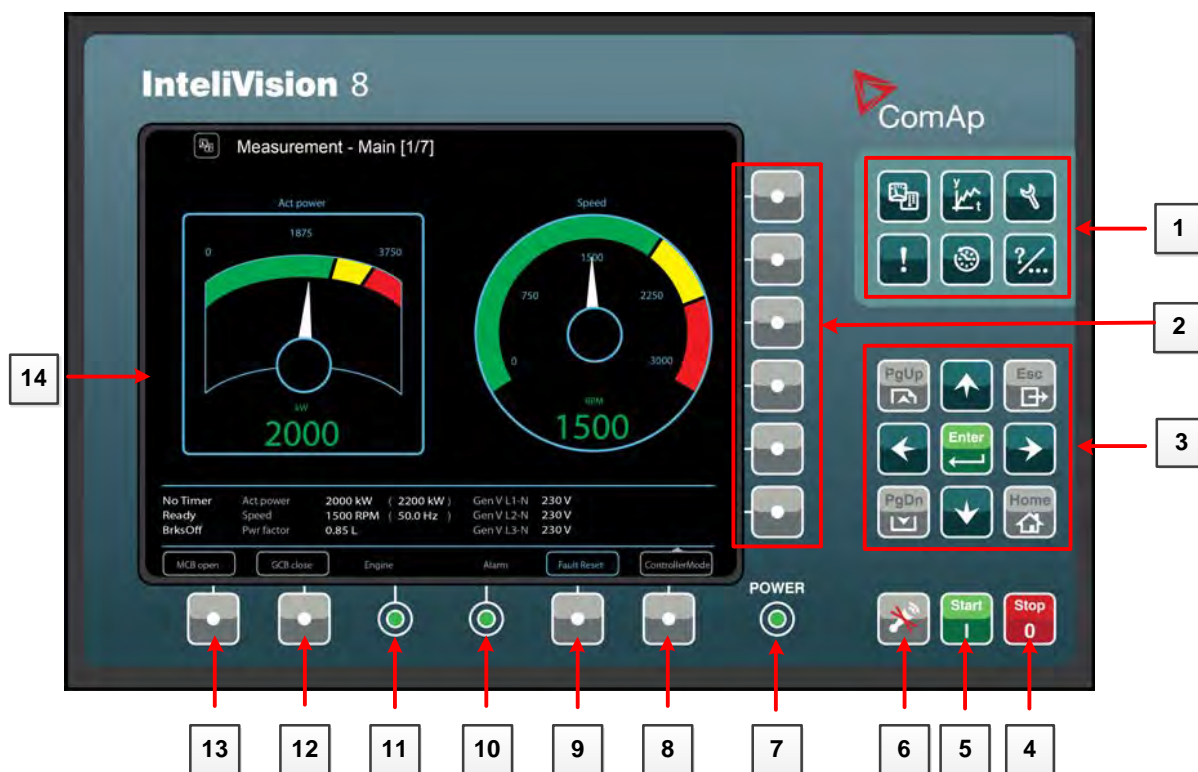 InteliVision 8
ComAp
Measurement - Main [1/7]
Act power
Speed
0
1875
3750
kW
2000
0
750
1500
2250
3000
RPM
1500
No Timer Act power 2000 kW ( 2200 kW ) Gen V L1-N 230 V
Ready Speed 1500 RPM ( 50.0 Hz ) Gen V L2-N 230 V
BrksOff Pwr factor 0.85 L Gen V L3-N 230 V
MCB open GCB close Engine Alarm Fault Reset ControllerMode
POWER
y
t
!
?/...
PgUp
Esc
Enter
PgDn
Home
Start
I
Stop
0
1
2
3
14
13 12 11 10 9 8 7 6 5 4